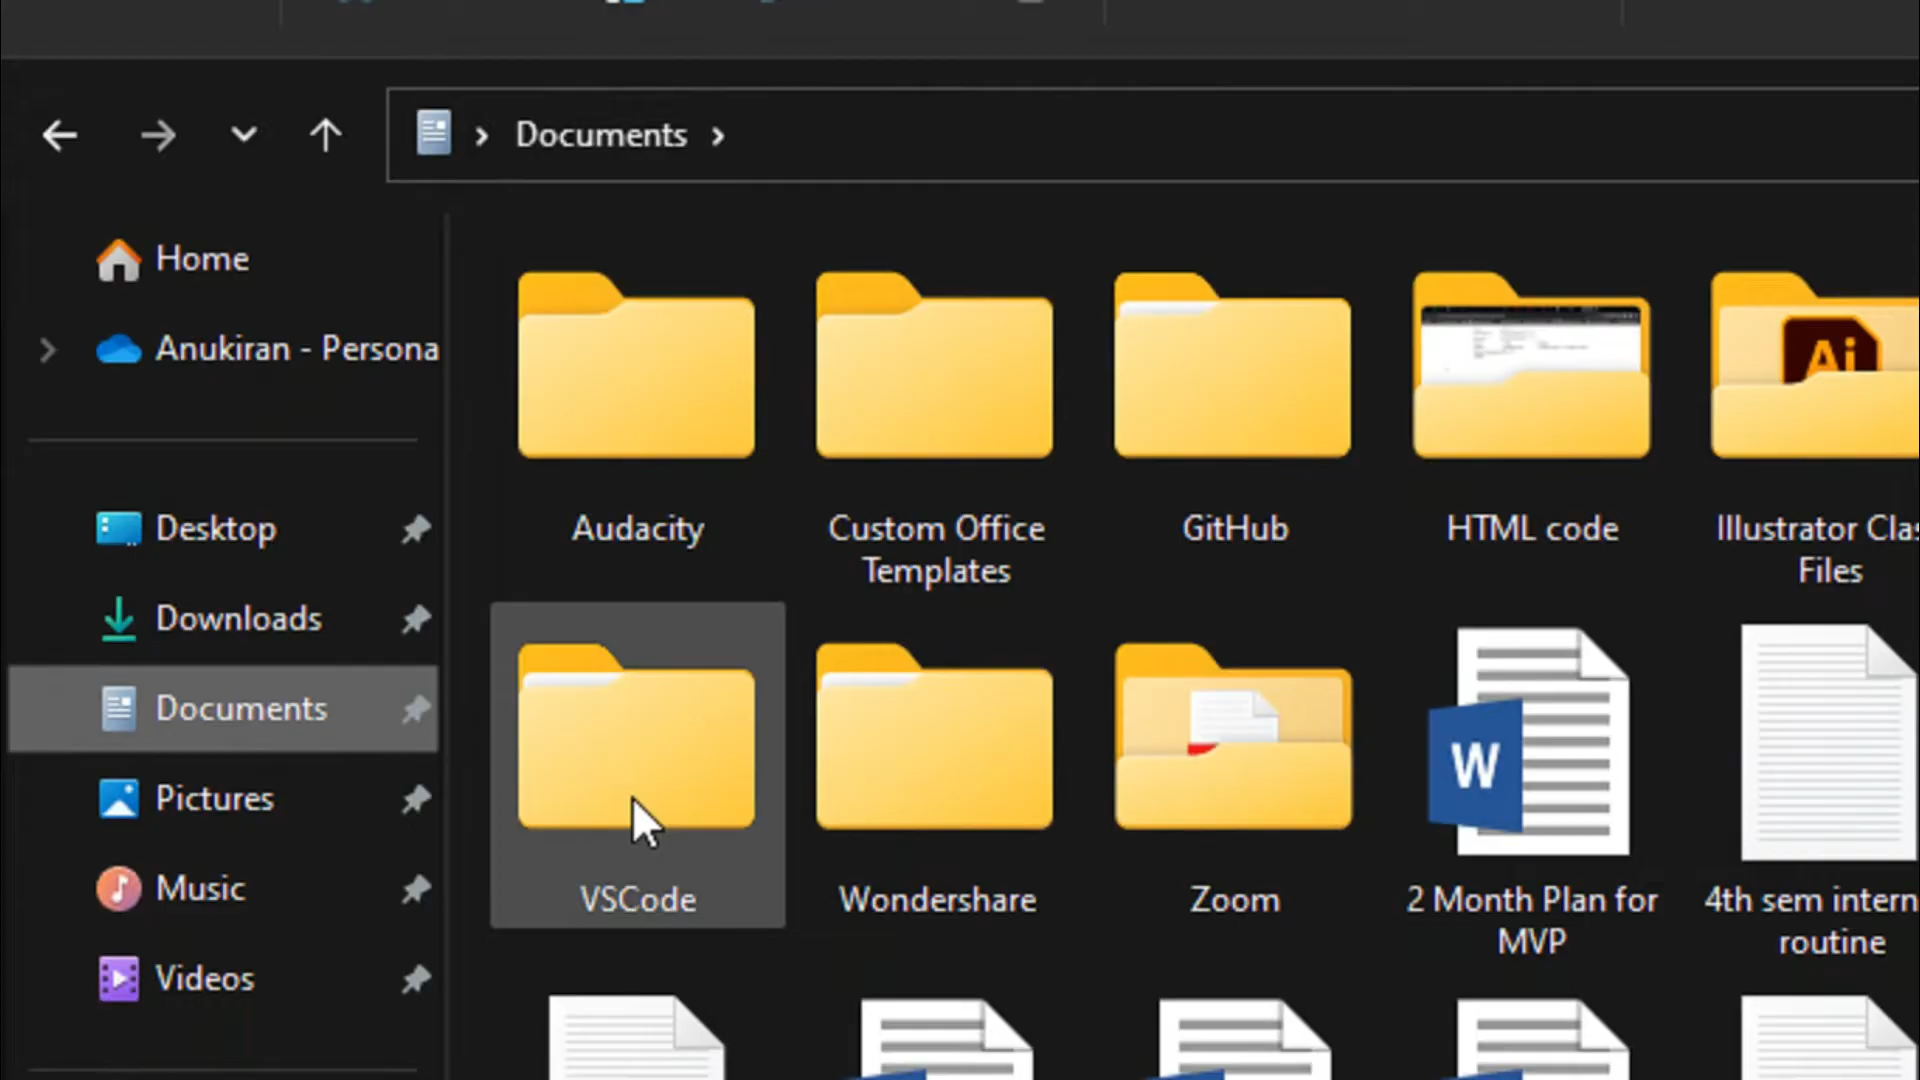 Documents
Home
Anukiran - Persona
Desktop
Downloads
Documents
Pictures
Music
Videos
Audacity
Custom Office
Templates
GitHub
HTML code
Illustrator Clas
Files
Ai
VSCode
Wondershare
Zoom
W
2 Month Plan for
MVP
4th sem intern
routine